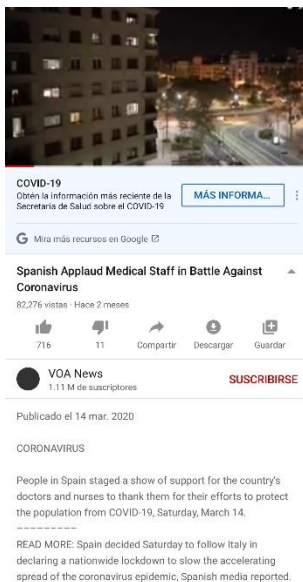 COVID-19
Obtén la información más reciente de la
Secretaría de Salud sobre el COVID-19
MÁS INFORMA...
Mira más recursos en Google
Spanish Applaud Medical Staff in Battle Against
Coronavirus
82,276 vistas · Hace 2 meses
716
11
Compartir
Descargar
Guardar
VOA News
1.11 M de suscriptores
SUSCRIBIRSE
Publicado el 14 mar. 2020
CORONAVIRUS
People in Spain staged a show of support for the country's
doctors and nurses to thank them for their efforts to protect
the population from COVID-19, Saturday, March 14.
----------
READ MORE: Spain decided Saturday to follow Italy in
declaring a nationwide lockdown to slow the accelerating
spread of the coronavirus epidemic, Spanish media reported.